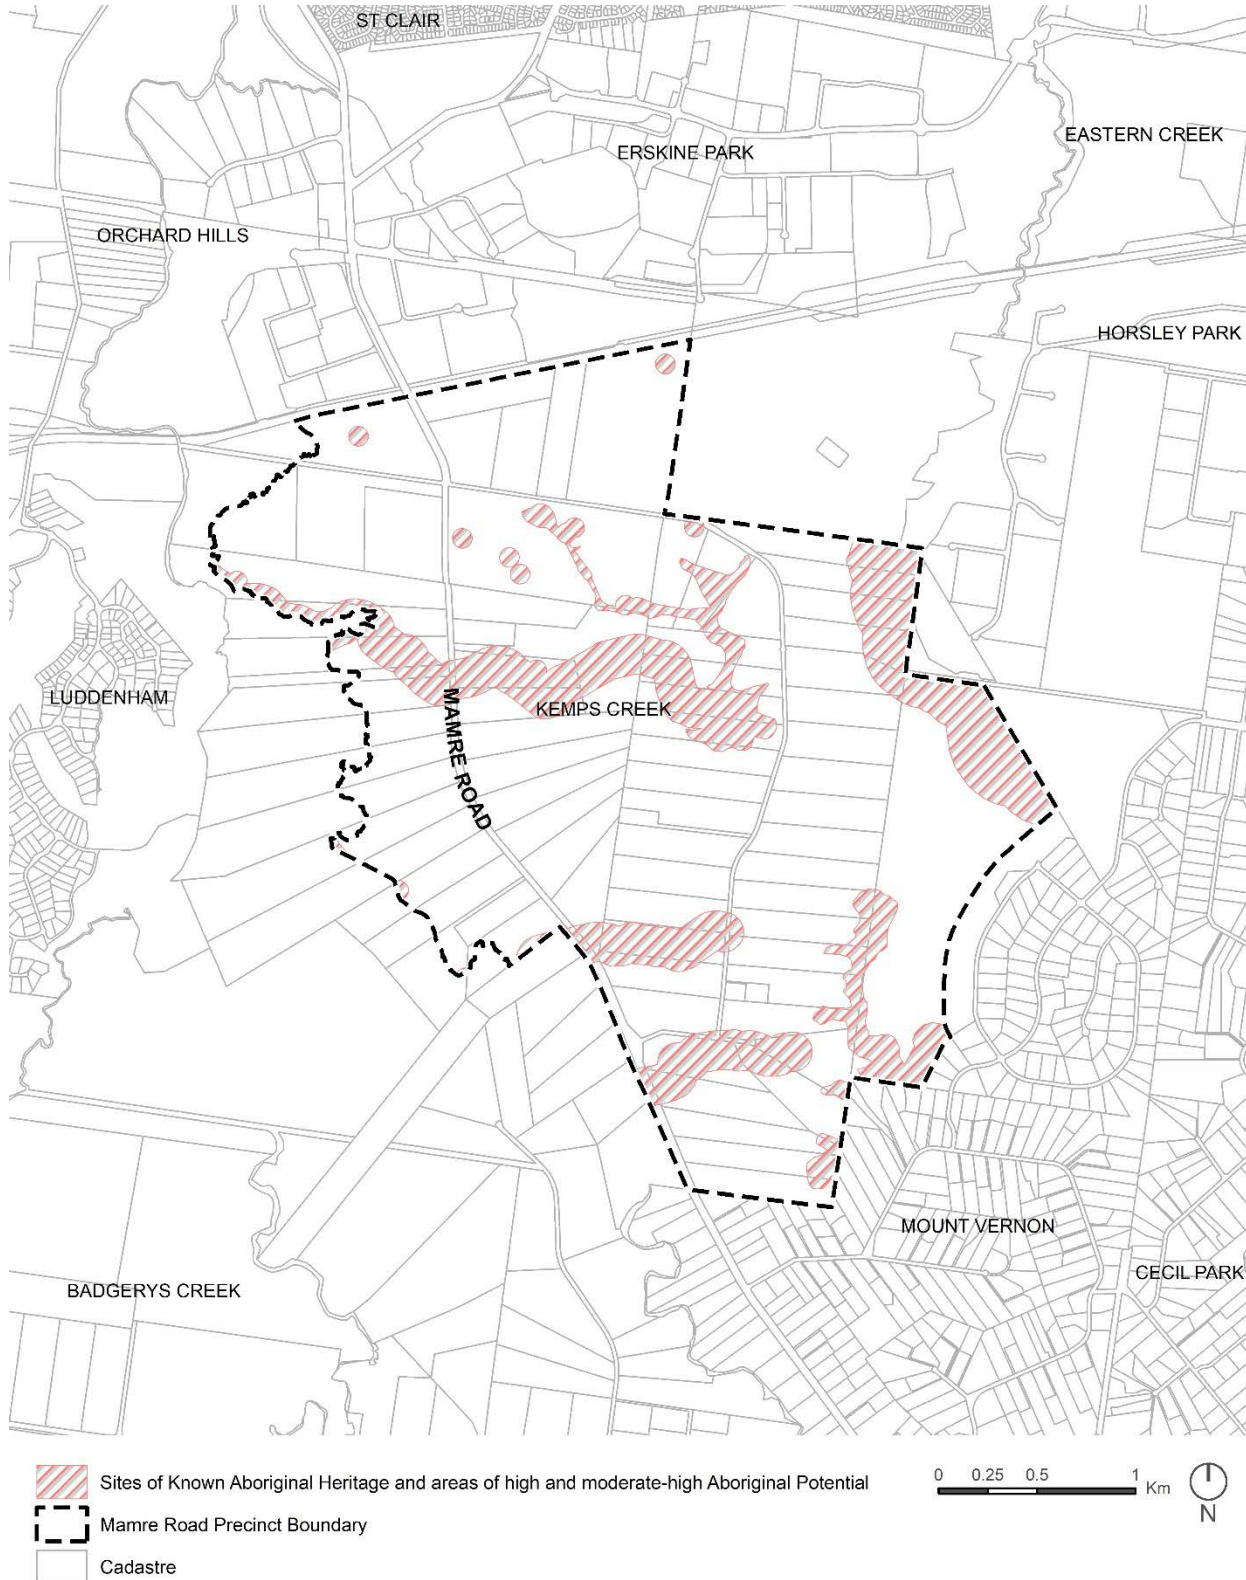 ST CLAIR
EASTERN CREEK
ERSKINE PARK
ORCHARD HILLS
HORSLEY PARK
LUDDENHAM
MAMRE ROAD
KEMPS CREEK
MOUNT VERNON
CECIL PARK
BADGERYS CREEK
Sites of Known Aboriginal Heritage and areas of high and moderate-high Aboriginal Potential
0 0.25 0.5 1
Km
N
Mamre Road Precinct Boundary
Cadastre